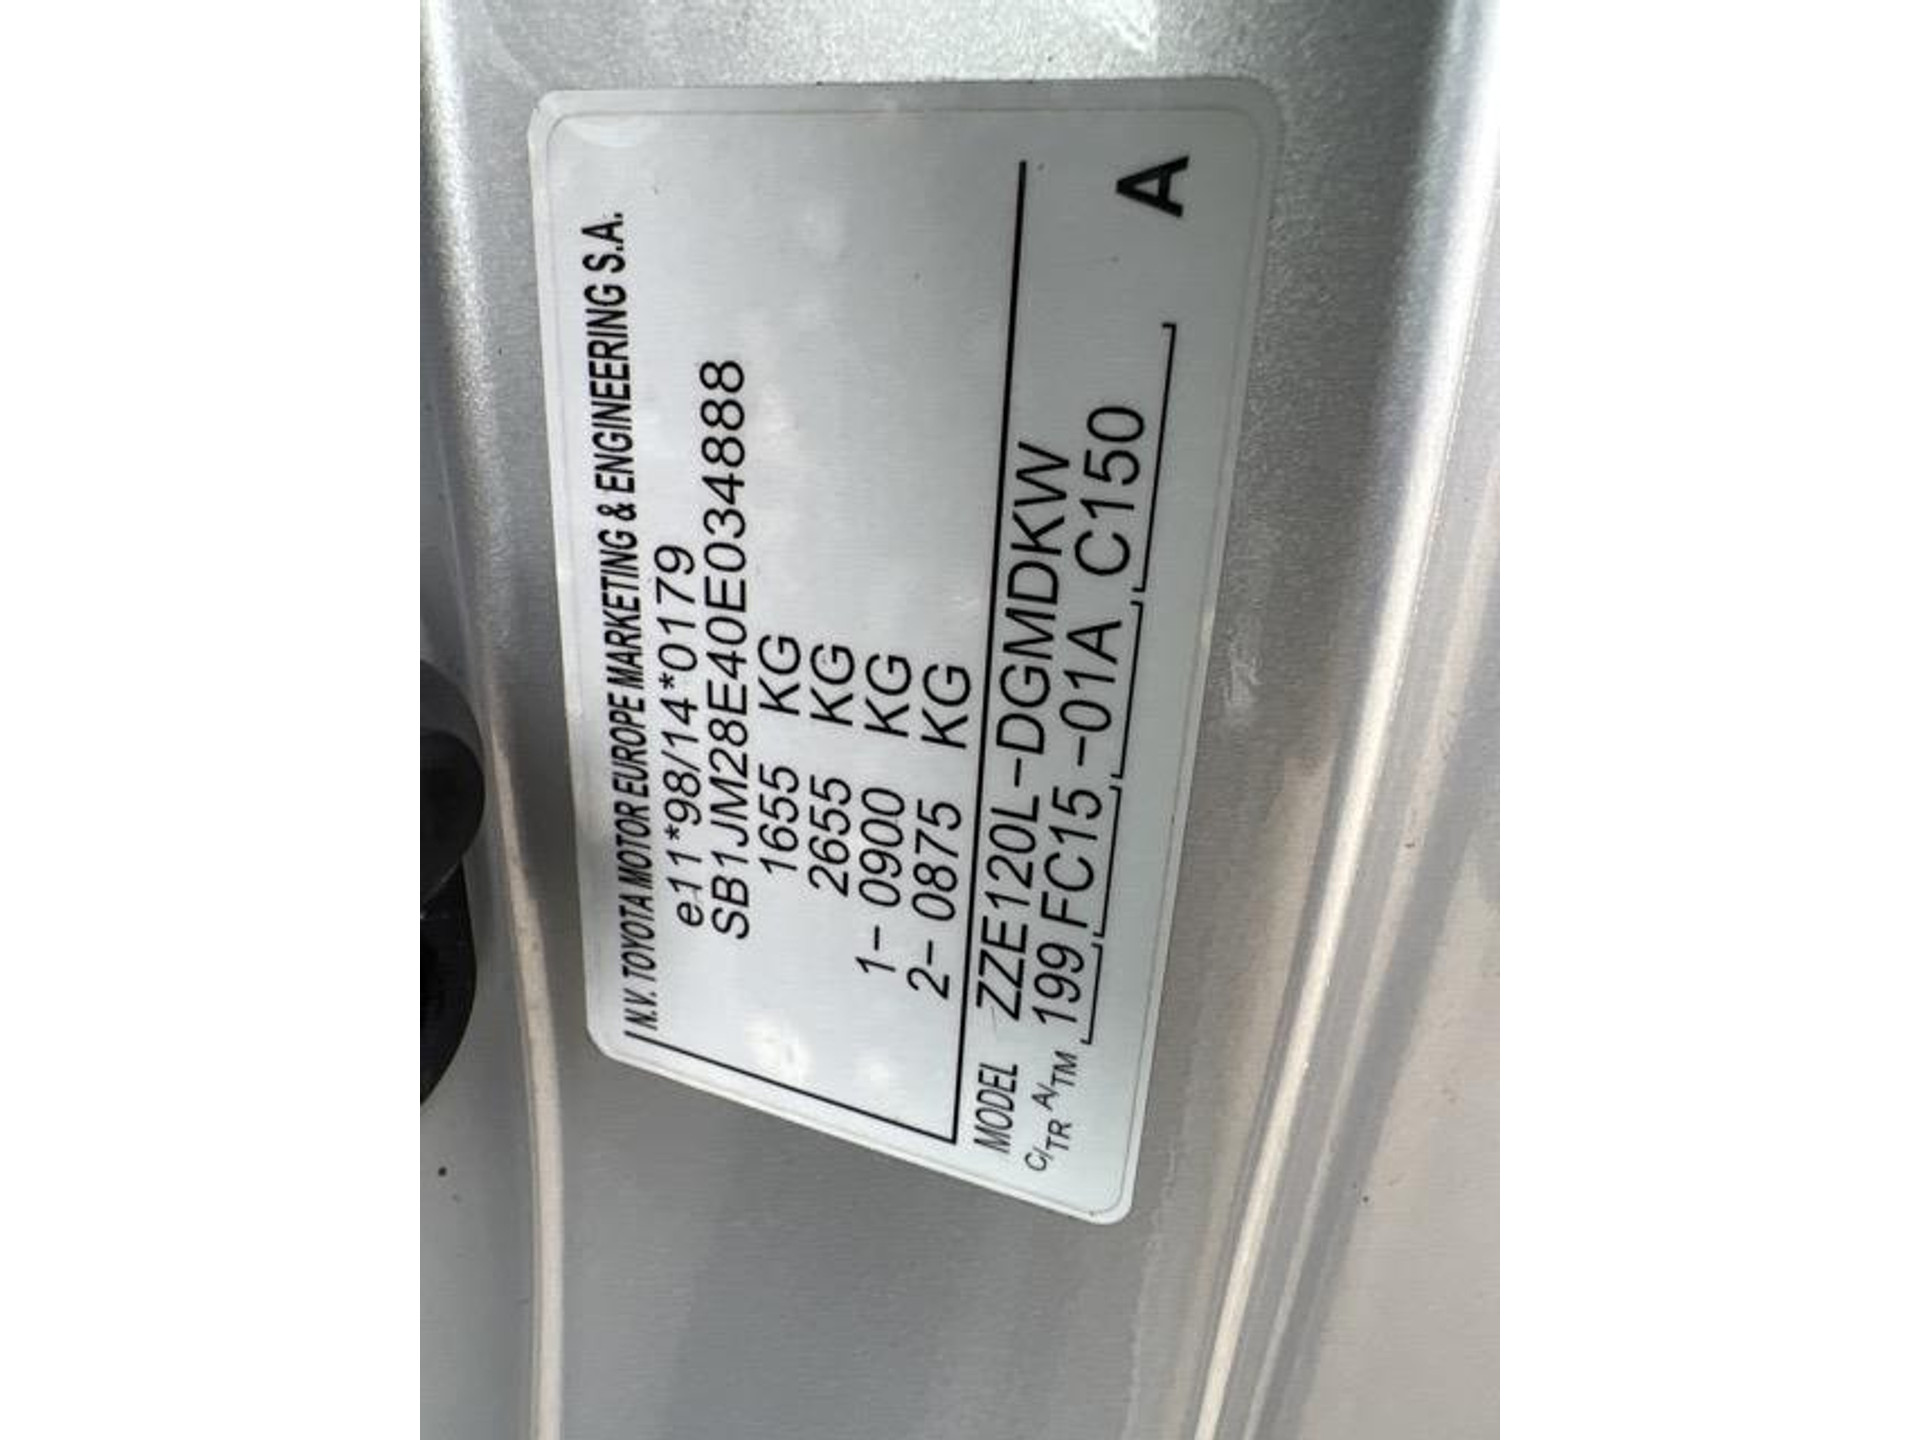 N.V. TOYOTA MOTOR EUROPE MARKETING & ENGINEERING S.A.
e11*98/14*0179
SB1JM28E40E034888
1655 KG
2655 KG
1- 0900 KG
2- 0875 KG
MODEL ZZE120L-DGMDKW
C/TR A/TM 199 FC15 -01A C150
A